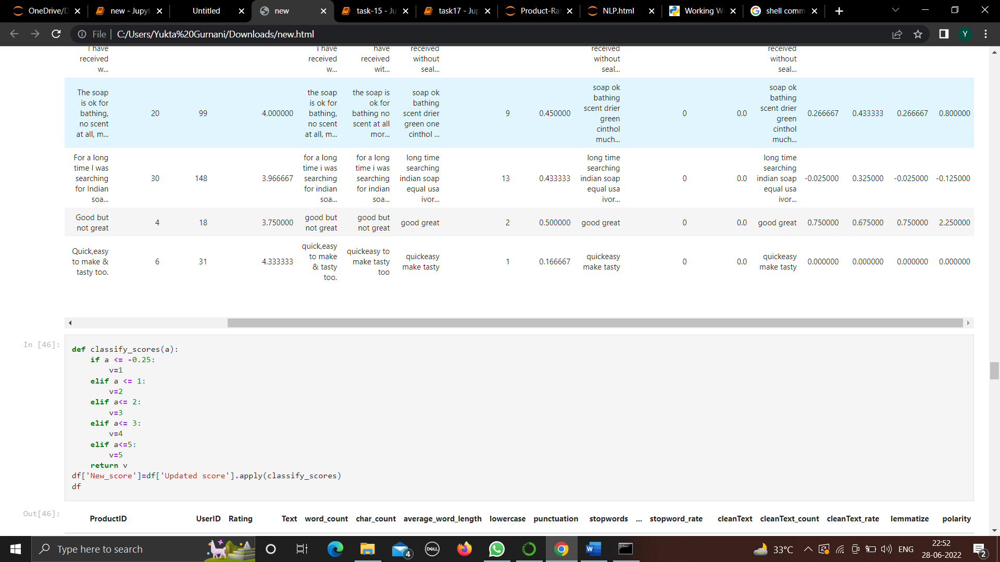 OneDrive/D
new - Jupyt
Untitled
new
task-15 - Ju
task17 - Jup
Product-Ra
NLP.html
Working Wi
shell comm
File
C:/Users/Yukta%20Gurnani/Downloads/new.html
Y
I have received w...
i have received w...
have received wit...
received without seal...
received without seal...
received without seal...
The soap is ok for bathing, no scent at all, m...
20
99
4.000000
the soap is ok for bathing, no scent at all, m...
the soap is ok for bathing no scent at all mor...
soap ok bathing scent drier green one cinthol ...
9
0.450000
soap ok bathing scent drier green cinthol much...
0
0.0
soap ok bathing scent drier green cinthol much...
0.266667
0.433333
0.266667
0.800000
For a long time I was searching for Indian soa...
30
148
3.966667
for a long time i was searching for indian soa...
for a long time i was searching for indian soa...
long time searching indian soap equal usa ivor...
13
0.433333
long time searching indian soap equal usa ivor...
0
0.0
long time searching indian soap equal usa ivor...
-0.025000
0.325000
-0.025000
-0.125000
Good but not great
4
18
3.750000
good but not great
good but not great
good great
2
0.500000
good great
0
0.0
good great
0.750000
0.675000
0.750000
2.250000
Quick,easy to make & tasty too.
6
31
4.333333
quick,easy to make & tasty too.
quickeasy to make tasty too
quickeasy make tasty
1
0.166667
quickeasy make tasty
0
0.0
quickeasy make tasty
0.000000
0.000000
0.000000
0.000000
In [46]:
def classify_scores(a):
    if a <= -0.25:
        v=1
    elif a <= 1:
        v=2
    elif a<= 2:
        v=3
    elif a<= 3:
        v=4
    elif a<=5:
        v=5
    return v
df['New_score']=df['Updated score'].apply(classify_scores)
df
Out[46]:
ProductID UserID Rating Text word_count char_count average_word_length lowercase punctuation stopwords ... stopword_rate cleanText cleanText_count cleanText_rate lemmatize polarity
Type here to search
4
DELL
W
33°C
ENG
22:52
28-06-2022
2